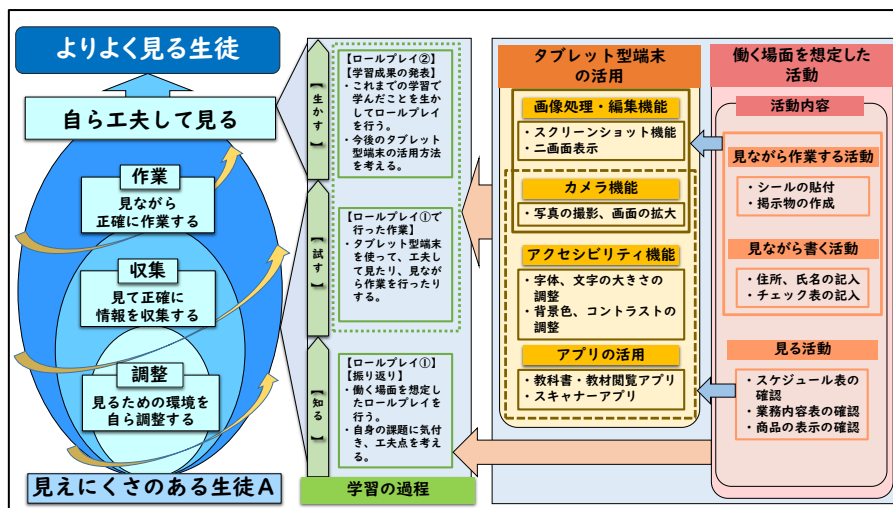 よりよく見る生徒
自ら工夫して見る
作業
見ながら
正確に作業する
収集
見て正確に
情報を収集する
調整
見るための環境を
自ら調整する
見えにくさのある生徒A
【生かす】
【ロールプレイ②】
【学習成果の発表】
・これまでの学習で
学んだことを生か
してロールプレイ
を行う。
・今後のタブレット
型端末の活用方法
を考える。
【試す】
【ロールプレイ①で
行った作業】
・タブレット型端末
を使って、工夫し
て見たり、見なが
ら作業を行ったり
する。
【知る】
【ロールプレイ①】
【振り返り】
・働く場面を想定し
たロールプレイを
行う。
・自身の課題に気付
き、工夫点を考え
る。
学習の過程
タブレット型端末
の活用
画像処理・編集機能
・スクリーンショット機能
・二画面表示
カメラ機能
・写真の撮影、画面の拡大
アクセシビリティ機能
・字体、文字の大きさの
調整
・背景色、コントラストの
調整
アプリの活用
・教科書・教材閲覧アプリ
・スキャナーアプリ
働く場面を想定した
活動
活動内容
見ながら作業する活動
・シールの貼付
・掲示物の作成
見ながら書く活動
・住所、氏名の記入
・チェック表の記入
見る活動
・スケジュール表の
確認
・業務内容表の確認
・商品の表示の確認